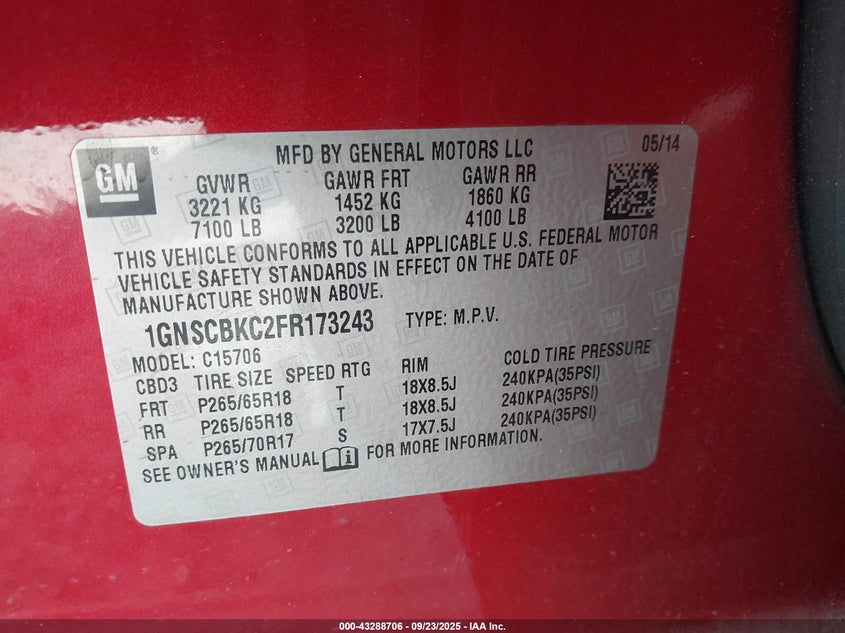 GM
MFD BY GENERAL MOTORS LLC
05/14
GVWR GAWR FRT GAWR RR
3221 KG 1452 KG 1860 KG
7100 LB 3200 LB 4100 LB
THIS VEHICLE CONFORMS TO ALL APPLICABLE U.S. FEDERAL MOTOR
VEHICLE SAFETY STANDARDS IN EFFECT ON THE DATE OF
MANUFACTURE SHOWN ABOVE.
1GNSCBKC2FR173243 TYPE: M.P.V.
MODEL: C15706
CBD3 TIRE SIZE SPEED RTG RIM COLD TIRE PRESSURE
FRT P265/65R18 T 18X8.5J 240KPA(35PSI)
RR P265/65R18 T 18X8.5J 240KPA(35PSI)
SPA P265/70R17 S 17X7.5J 240KPA(35PSI)
SEE OWNER'S MANUAL FOR MORE INFORMATION.
000-43288706 - 09/23/2025 - IAA Inc.